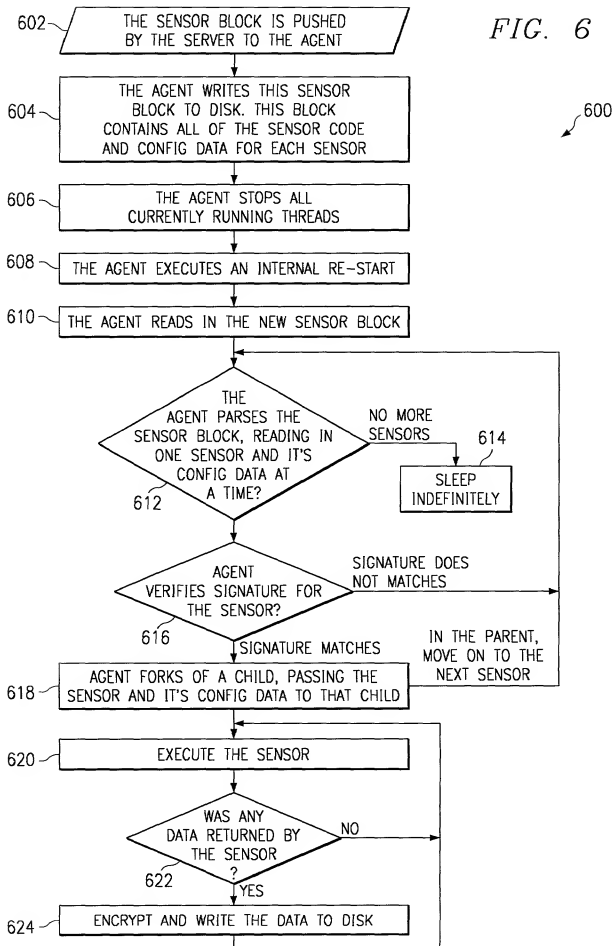 FIG. 6
600
602
THE SENSOR BLOCK IS PUSHED
BY THE SERVER TO THE AGENT
604
THE AGENT WRITES THIS SENSOR
BLOCK TO DISK. THIS BLOCK
CONTAINS ALL OF THE SENSOR CODE
AND CONFIG DATA FOR EACH SENSOR
606
THE AGENT STOPS ALL
CURRENTLY RUNNING THREADS
608
THE AGENT EXECUTES AN INTERNAL RE-START
610
THE AGENT READS IN THE NEW SENSOR BLOCK
THE
AGENT PARSES THE
SENSOR BLOCK, READING IN
ONE SENSOR AND IT'S
CONFIG DATA AT
A TIME?
612
NO MORE
SENSORS
614
SLEEP
INDEFINITELY
AGENT
VERIFIES SIGNATURE FOR
THE SENSOR?
616
SIGNATURE DOES
NOT MATCHES
SIGNATURE MATCHES
618
AGENT FORKS OF A CHILD, PASSING THE
SENSOR AND IT'S CONFIG DATA TO THAT CHILD
IN THE PARENT,
MOVE ON TO THE
NEXT SENSOR
620
EXECUTE THE SENSOR
WAS ANY
DATA RETURNED BY
THE SENSOR
?
622
NO
YES
624
ENCRYPT AND WRITE THE DATA TO DISK